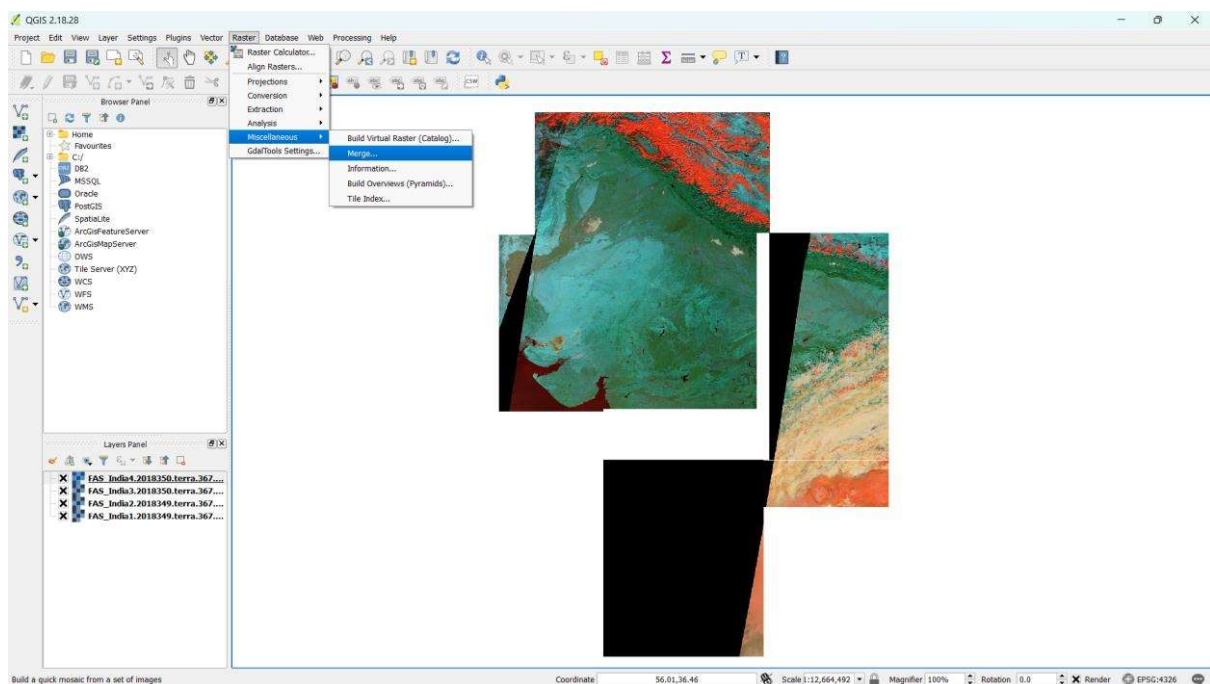 QGIS 2.18.28
Project Edit View Layer Settings Plugins Vector Raster Database Web Processing Help
Raster Calculator...
Align Rasters...
Projections
Conversion
Extraction
Analysis
Miscellaneous
GdalTools Settings...
Build Virtual Raster (Catalog)...
Merge...
Information...
Build Overviews (Pyramids)...
Tile Index...
CSW
Browser Panel
Home
Favourites
C:/
DB2
MSSQL
Oracle
PostGIS
SpatiaLite
ArcGisFeatureServer
ArcGisMapServer
OWS
Tile Server (XYZ)
WCS
WFS
WMS
Layers Panel
FAS_India4.2018350.terra.367....
FAS_India3.2018350.terra.367...
FAS_India2.2018349.terra.367...
FAS_India1.2018349.terra.367...
Build a quick mosaic from a set of images
Coordinate 56.01,36.46 Scale 1:12,664,492 Magnifier 100% Rotation 0.0 Render EPSG:4326